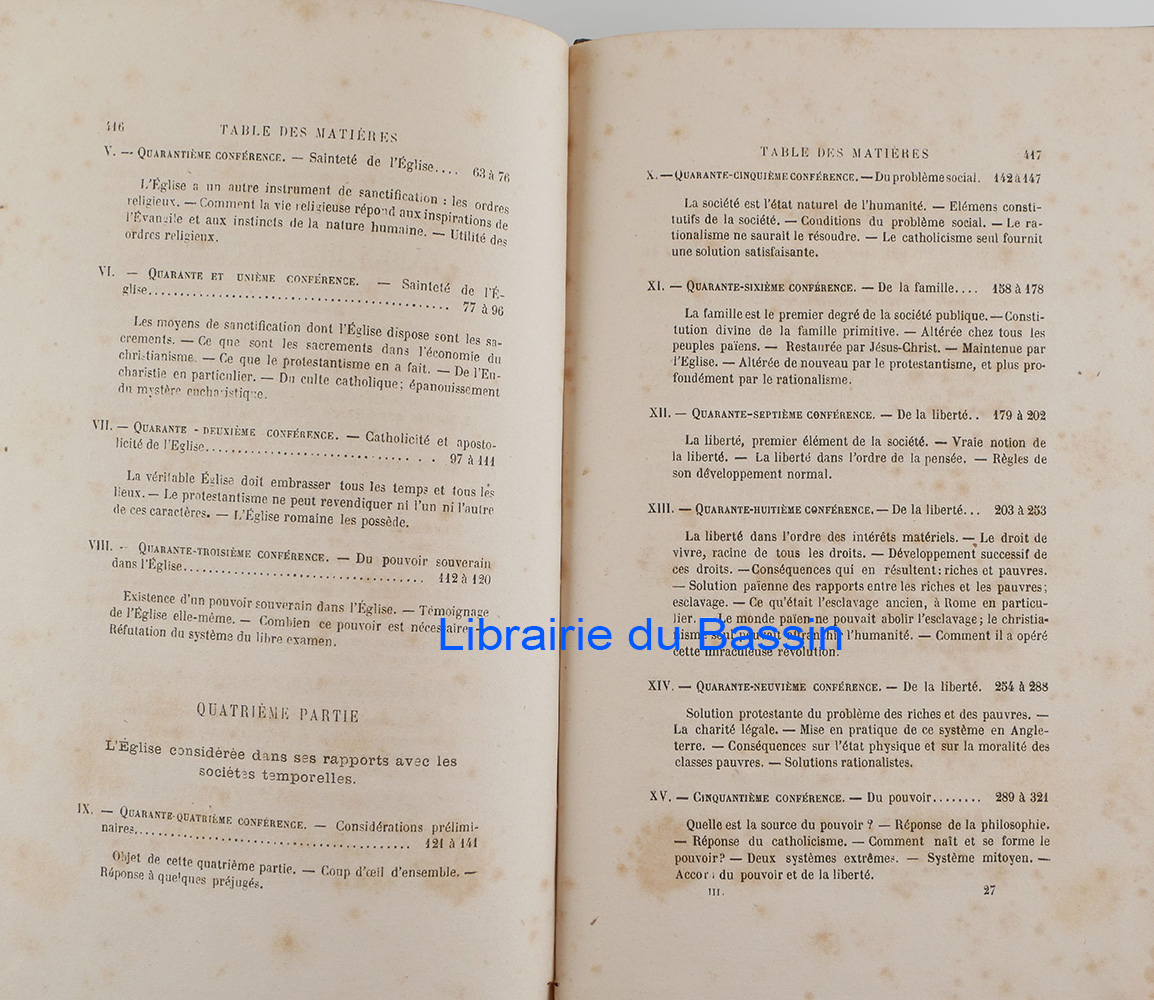 416 TABLE DES MATIÈRES
V. — QUARANTIÈME CONFÉRENCE. — Sainteté de l'Église.... 63 à 76
L'Église a un autre instrument de sanctification : les ordres
religieux. — Comment la vie religieuse répond aux inspirations de
l'Évangile et aux instincts de la nature humaine. — Utilité des
ordres religieux.
VI. — QUARANTE ET UNIÈME CONFÉRENCE. — Sainteté de l'É-
glise........................................ 77 à 96
Les moyens de sanctification dont l'Église dispose sont les sa-
crements. — Ce que sont les sacrements dans l'économie du
christianisme. — Ce que le protestantisme en a fait. — De l'Eu-
charistie en particulier. — Du culte catholique; épanouissement
du mystère eucharistique.
VII. — QUARANTE-DEUXIÈME CONFÉRENCE. — Catholicité et aposto-
licité de l'Eglise................................ 97 à 111
La véritable Église doit embrasser tous les temps et tous les
lieux. — Le protestantisme ne peut revendiquer ni l'un ni l'autre
de ces caractères. — L'Église romaine les possède.
VIII. - QUARANTE-TROISIÈME CONFÉRENCE. — Du pouvoir souverain
dans l'Église................................... 112 à 120
Existence d'un pouvoir souverain dans l'Église. — Témoignage
de l'Église elle-même. — Combien ce pouvoir est nécessaire. —
Réfutation du système du libre examen.
QUATRIÈME PARTIE
L'Église considérée dans ses rapports avec les
sociétés temporelles.
IX. — QUARANTE-QUATRIÈME CONFÉRENCE. — Considérations prélimi-
naires........................................ 121 à 141
Objet de cette quatrième partie. — Coup d'œil d'ensemble. —
Réponse à quelques préjugés.
TABLE DES MATIÈRES 417
X. — QUARANTE-CINQUIÈME CONFÉRENCE. — Du problème social. 142 à 147
La société est l'état naturel de l'humanité. — Elémens consti-
tutifs de la société. — Conditions du problème social. — Le ra-
tionalisme ne saurait le résoudre. — Le catholicisme seul fournit
une solution satisfaisante.
XI. — QUARANTE-SIXIÈME CONFÉRENCE. — De la famille.... 158 à 178
La famille est le premier degré de la société publique. — Consti-
tution divine de la famille primitive. — Altérée chez tous les
peuples païens. — Restaurée par Jésus-Christ. — Maintenue par
l'Eglise. — Altérée de nouveau par le protestantisme, et plus pro-
fondément par le rationalisme.
XII. — QUARANTE-SEPTIÈME CONFÉRENCE. — De la liberté.. 179 à 202
La liberté, premier élément de la société. — Vraie notion de
la liberté. — La liberté dans l'ordre de la pensée. — Règles de
son développement normal.
XIII. — QUARANTE-HUITIÈME CONFÉRENCE. — De la liberté... 203 à 253
La liberté dans l'ordre des intérêts matériels. — Le droit de
vivre, racine de tous les droits. — Développement successif de
ces droits. — Conséquences qui en résultent : riches et pauvres.
— Solution païenne des rapports entre les riches et les pauvres;
esclavage. — Ce qu'était l'esclavage ancien, à Rome en particu-
lier. — Le monde païen ne pouvait abolir l'esclavage; le christia-
nisme seul pouvait affranchir l'humanité. — Comment il a opéré
cette miraculeuse révolution.
XIV. — QUARANTE-NEUVIÈME CONFÉRENCE. — De la liberté. 254 à 288
Solution protestante du problème des riches et des pauvres. —
La charité légale. — Mise en pratique de ce système en Angle-
terre. — Conséquences sur l'état physique et sur la moralité des
classes pauvres. — Solutions rationalistes.
XV. — CINQUANTIÈME CONFÉRENCE. — Du pouvoir........ 289 à 321
Quelle est la source du pouvoir ? — Réponse de la philosophie.
— Réponse du catholicisme. — Comment naît et se forme le
pouvoir? — Deux systèmes extrêmes. — Système mitoyen. —
Accord du pouvoir et de la liberté.
III. 27
Librairie du Bassin